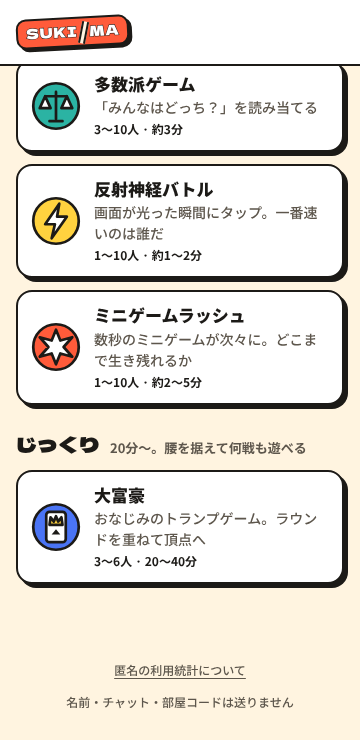 SUKI/MA
多数派ゲーム
「みんなはどっち？」を読み当てる
3〜10人・約3分
反射神経バトル
画面が光った瞬間にタップ。一番速
いのは誰だ
1〜10人・約1〜2分
ミニゲームラッシュ
数秒のミニゲームが次々に。どこま
で生き残れるか
1〜10人・約2〜5分
じっくり 20分〜。腰を据えて何戦も遊べる
大富豪
おなじみのトランプゲーム。ラウン
ドを重ねて頂点へ
3〜6人・20〜40分
匿名の利用統計について
名前・チャット・部屋コードは送りません